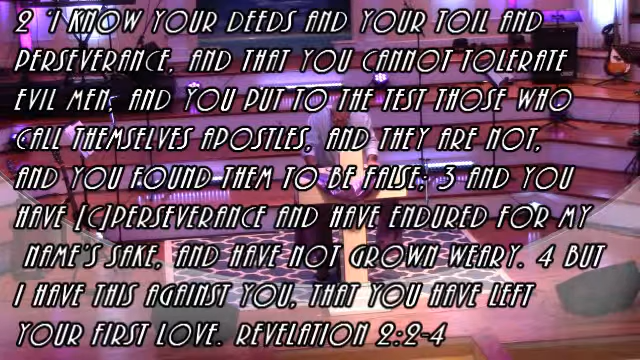 2 'I KNOW YOUR DEEDS AND YOUR TOIL AND
PERSEVERANCE, AND THAT YOU CANNOT TOLERATE
EVIL MEN, AND YOU PUT TO THE TEST THOSE WHO
CALL THEMSELVES APOSTLES, AND THEY ARE NOT,
AND YOU FOUND THEM TO BE FALSE; 3 AND YOU
HAVE [C]PERSEVERANCE AND HAVE ENDURED FOR MY
NAME'S SAKE, AND HAVE NOT GROWN WEARY. 4 BUT
I HAVE THIS AGAINST YOU, THAT YOU HAVE LEFT
YOUR FIRST LOVE. REVELATION 2:2-4